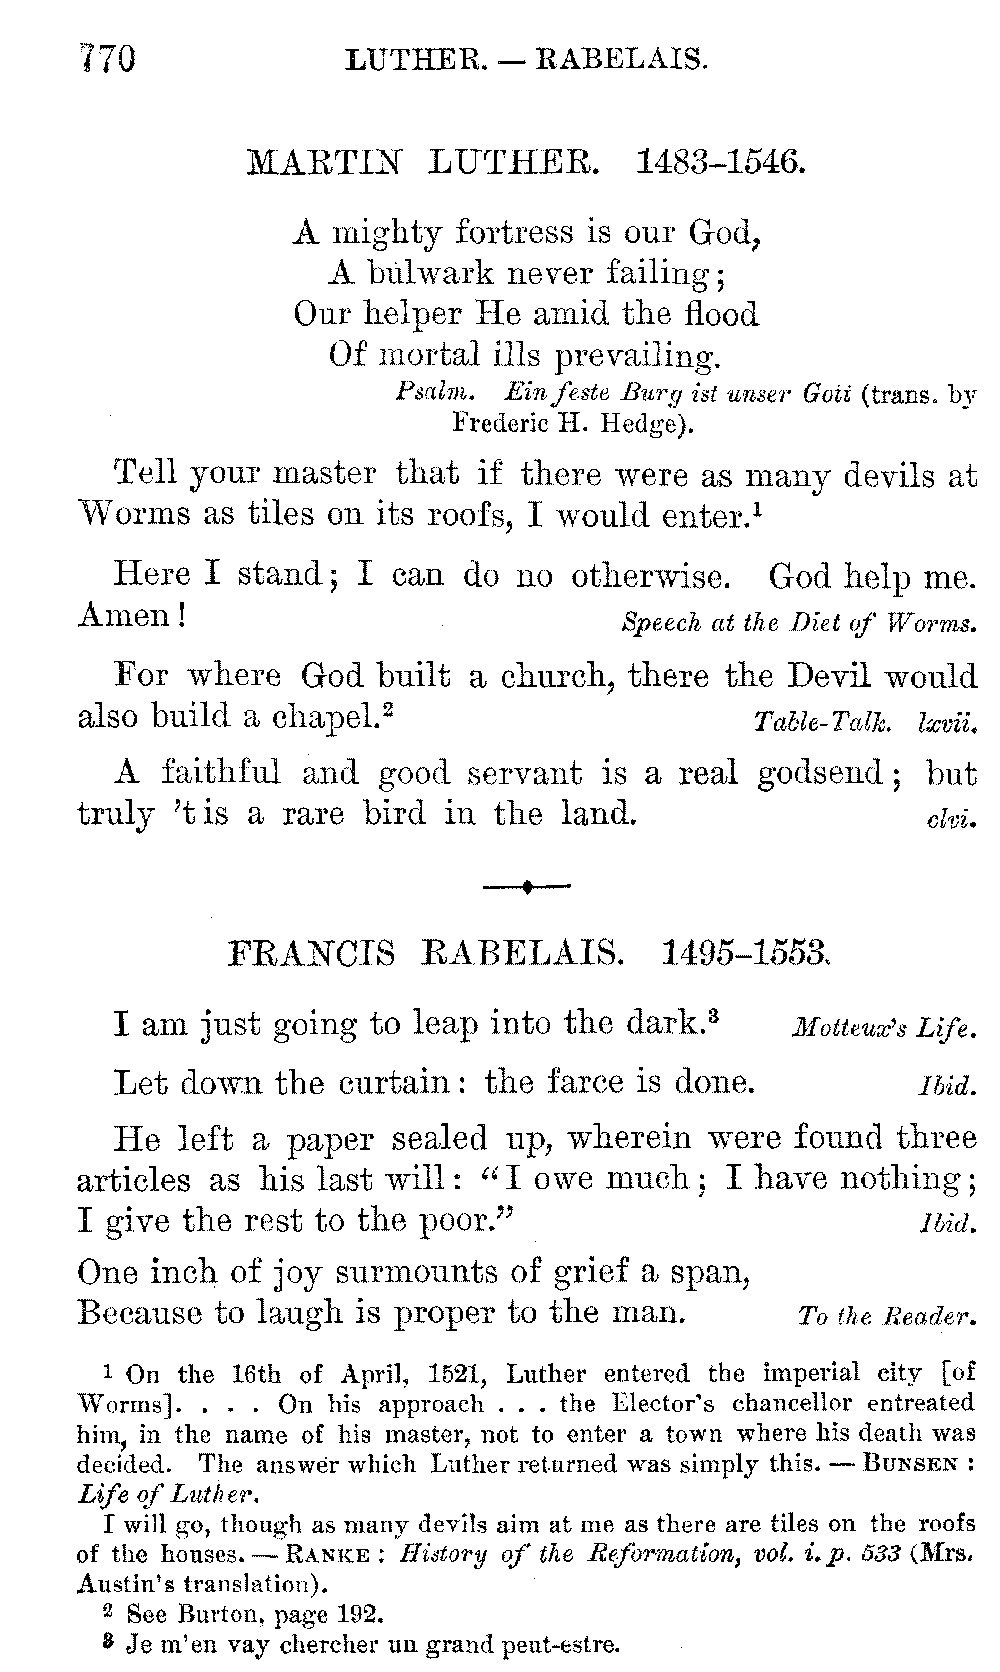 770 LUTHER. — RABELAIS.
MARTIN LUTHER. 1483–1546.
A mighty fortress is our God,
A bulwark never failing;
Our helper He amid the flood
Of mortal ills prevailing.
Psalm. Ein feste Burg ist unser Gott (trans. by
Frederic H. Hedge).
Tell your master that if there were as many devils at
Worms as tiles on its roofs, I would enter.¹
Here I stand; I can do no otherwise. God help me.
Amen! Speech at the Diet of Worms.
For where God built a church, there the Devil would
also build a chapel.² Table-Talk. lxvii.
A faithful and good servant is a real godsend; but
truly 't is a rare bird in the land. clvi.
FRANCIS RABELAIS. 1495–1553.
I am just going to leap into the dark.³ Motteux's Life.
Let down the curtain: the farce is done. Ibid.
He left a paper sealed up, wherein were found three
articles as his last will: "I owe much; I have nothing;
I give the rest to the poor." Ibid.
One inch of joy surmounts of grief a span,
Because to laugh is proper to the man. To the Reader.
¹ On the 16th of April, 1521, Luther entered the imperial city [of
Worms]. . . . On his approach . . . the Elector's chancellor entreated
him, in the name of his master, not to enter a town where his death was
decided. The answer which Luther returned was simply this. — BUNSEN:
Life of Luther.
I will go, though as many devils aim at me as there are tiles on the roofs
of the houses. — RANKE: History of the Reformation, vol. i. p. 533 (Mrs.
Austin's translation).
² See Burton, page 192.
³ Je m'en vay chercher un grand peut-estre.